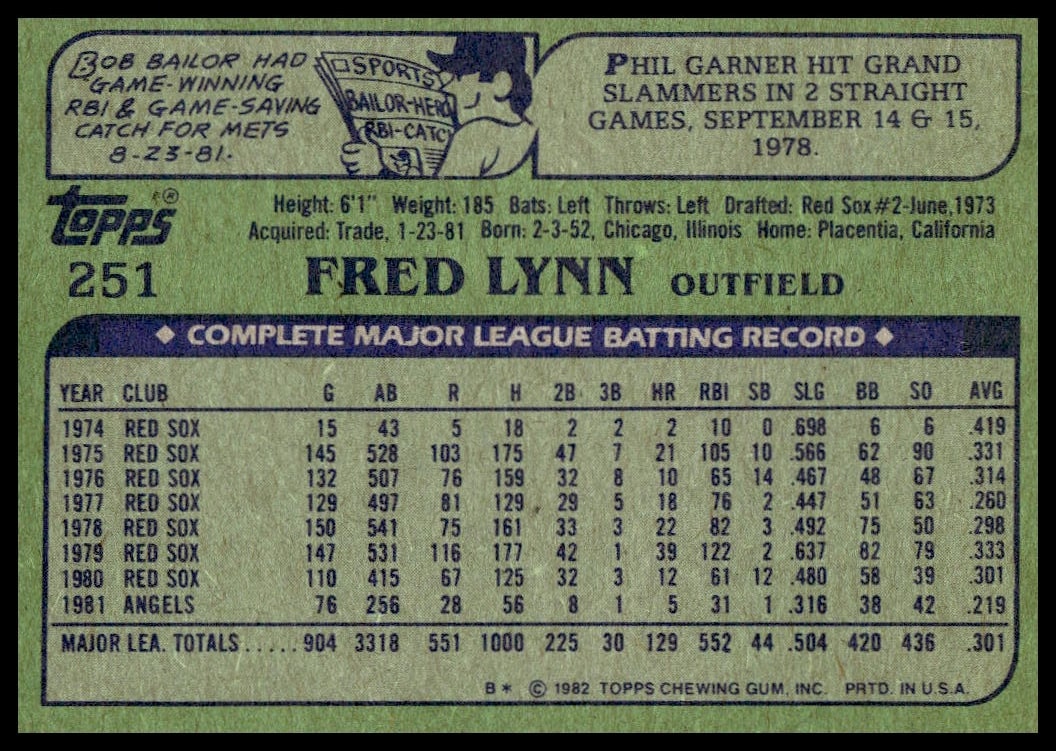 BOB BAILOR HAD
GAME-WINNING
RBI & GAME-SAVING
CATCH FOR METS
8-23-81.
SPORTS
BAILOR-HERO
RBI-CATCH
PHIL GARNER HIT GRAND
SLAMMERS IN 2 STRAIGHT
GAMES, SEPTEMBER 14 & 15,
1978.
TOPPS®
Height: 6'1" Weight: 185 Bats: Left Throws: Left Drafted: Red Sox #2-June, 1973
Acquired: Trade, 1-23-81 Born: 2-3-52, Chicago, Illinois Home: Placentia, California
251 FRED LYNN OUTFIELD
◆ COMPLETE MAJOR LEAGUE BATTING RECORD ◆
YEAR CLUB G AB R H 2B 3B HR RBI SB SLG BB SO AVG
1974 RED SOX 15 43 5 18 2 2 2 10 0 .698 6 6 .419
1975 RED SOX 145 528 103 175 47 7 21 105 10 .566 62 90 .331
1976 RED SOX 132 507 76 159 32 8 10 65 14 .467 48 67 .314
1977 RED SOX 129 497 81 129 29 5 18 76 2 .447 51 63 .260
1978 RED SOX 150 541 75 161 33 3 22 82 3 .492 75 50 .298
1979 RED SOX 147 531 116 177 42 1 39 122 2 .637 82 79 .333
1980 RED SOX 110 415 67 125 32 3 12 61 12 .480 58 39 .301
1981 ANGELS 76 256 28 56 8 1 5 31 1 .316 38 42 .219
MAJOR LEA. TOTALS..... 904 3318 551 1000 225 30 129 552 44 .504 420 436 .301
B* © 1982 TOPPS CHEWING GUM, INC. PRTD. IN U.S.A.